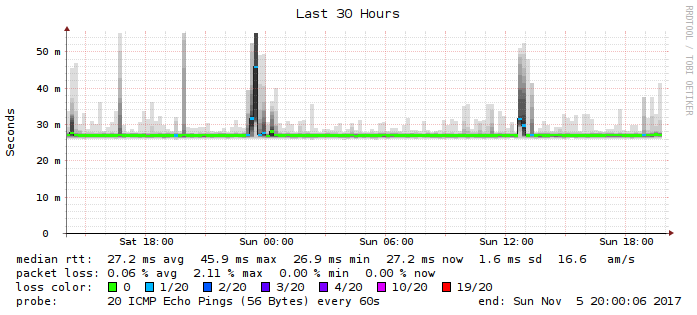 Last 30 Hours
RRDTOOL / TOBI OETIKER
Seconds
50 m
40 m
30 m
20 m
10 m
0
Sat 18:00 Sun 00:00 Sun 06:00 Sun 12:00 Sun 18:00
median rtt: 27.2 ms avg 45.9 ms max 26.9 ms min 27.2 ms now 1.6 ms sd 16.6 am/s
packet loss: 0.06 % avg 2.11 % max 0.00 % min 0.00 % now
loss color: 0 1/20 2/20 3/20 4/20 10/20 19/20
probe: 20 ICMP Echo Pings (56 Bytes) every 60s end: Sun Nov 5 20:00:06 2017